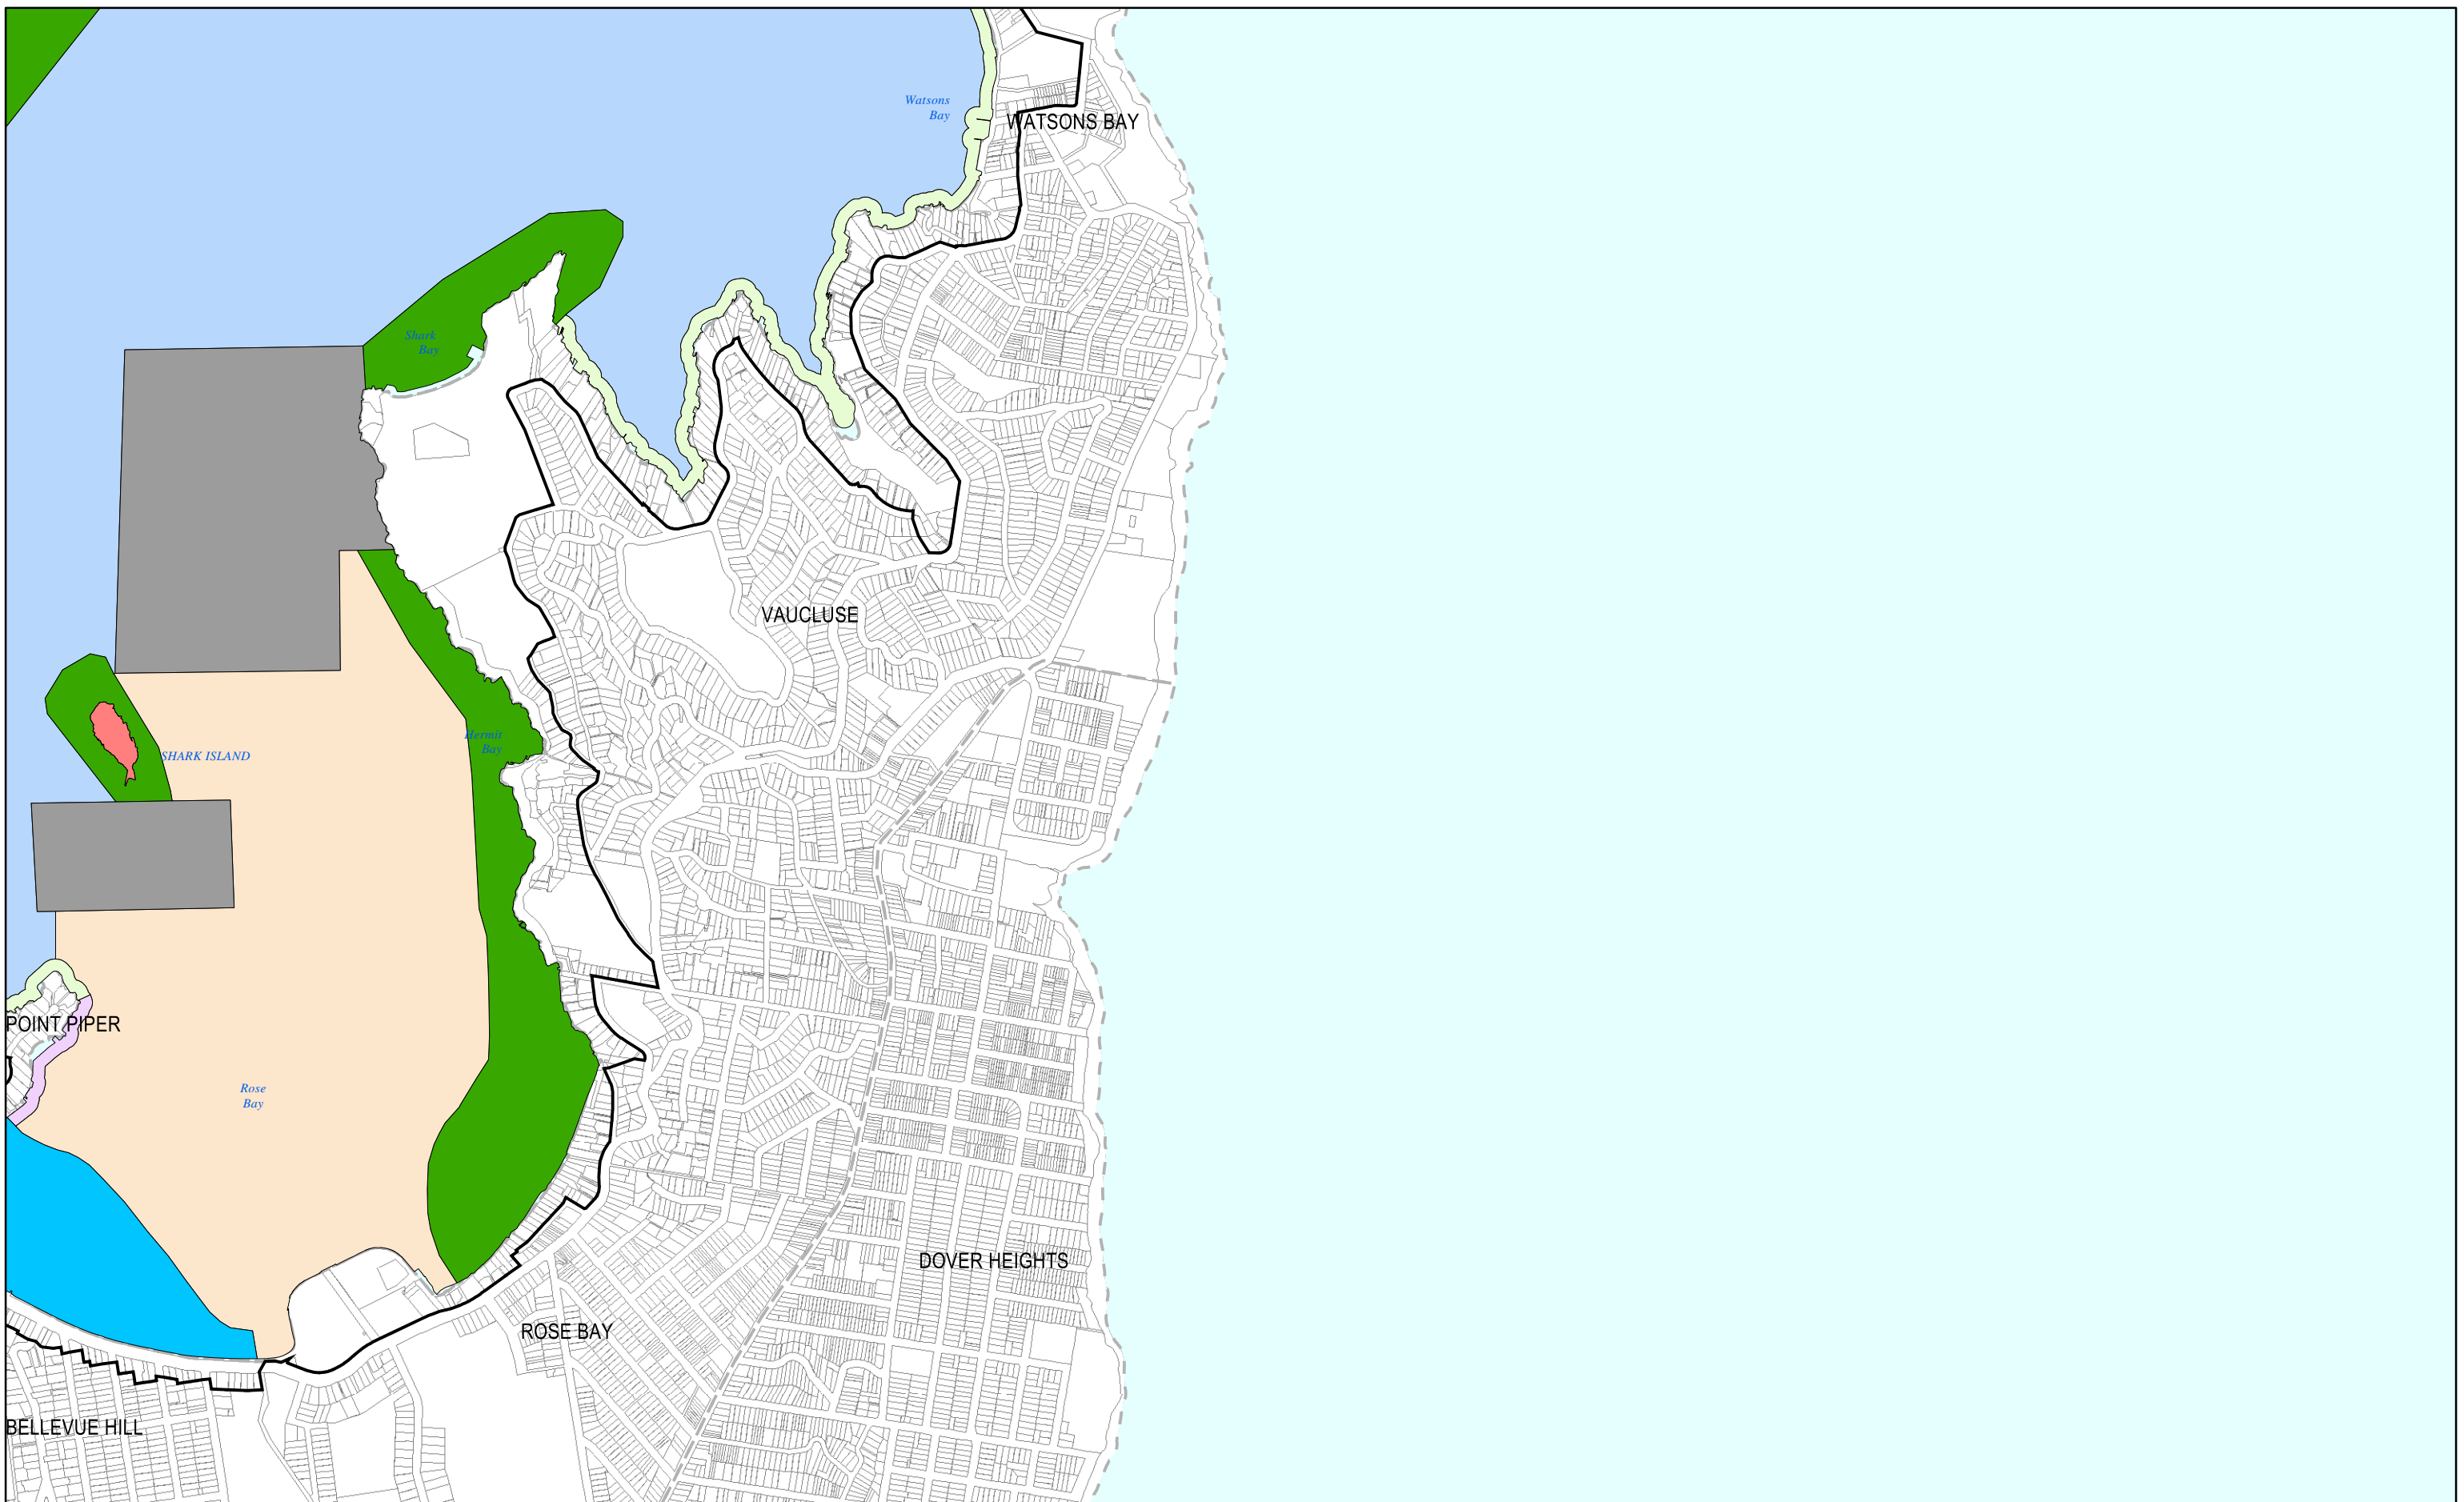 Watsons
Bay
WATSONS BAY
Shark
Bay
VAUCLUSE
Hermit
Bay
SHARK ISLAND
POINT PIPER
Rose
Bay
DOVER HEIGHTS
ROSE BAY
BELLEVUE HILL